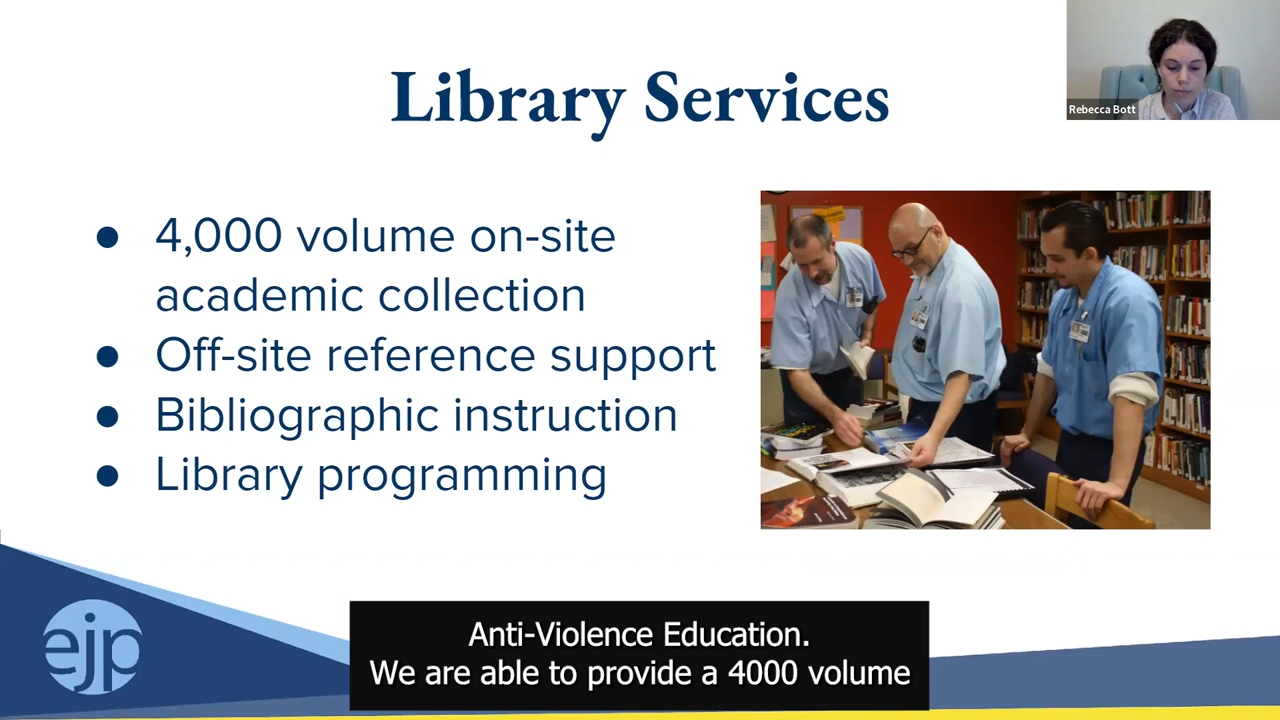 Library Services
Rebecca Bott
● 4,000 volume on-site
academic collection
● Off-site reference support
● Bibliographic instruction
● Library programming
ejp
Anti-Violence Education.
We are able to provide a 4000 volume